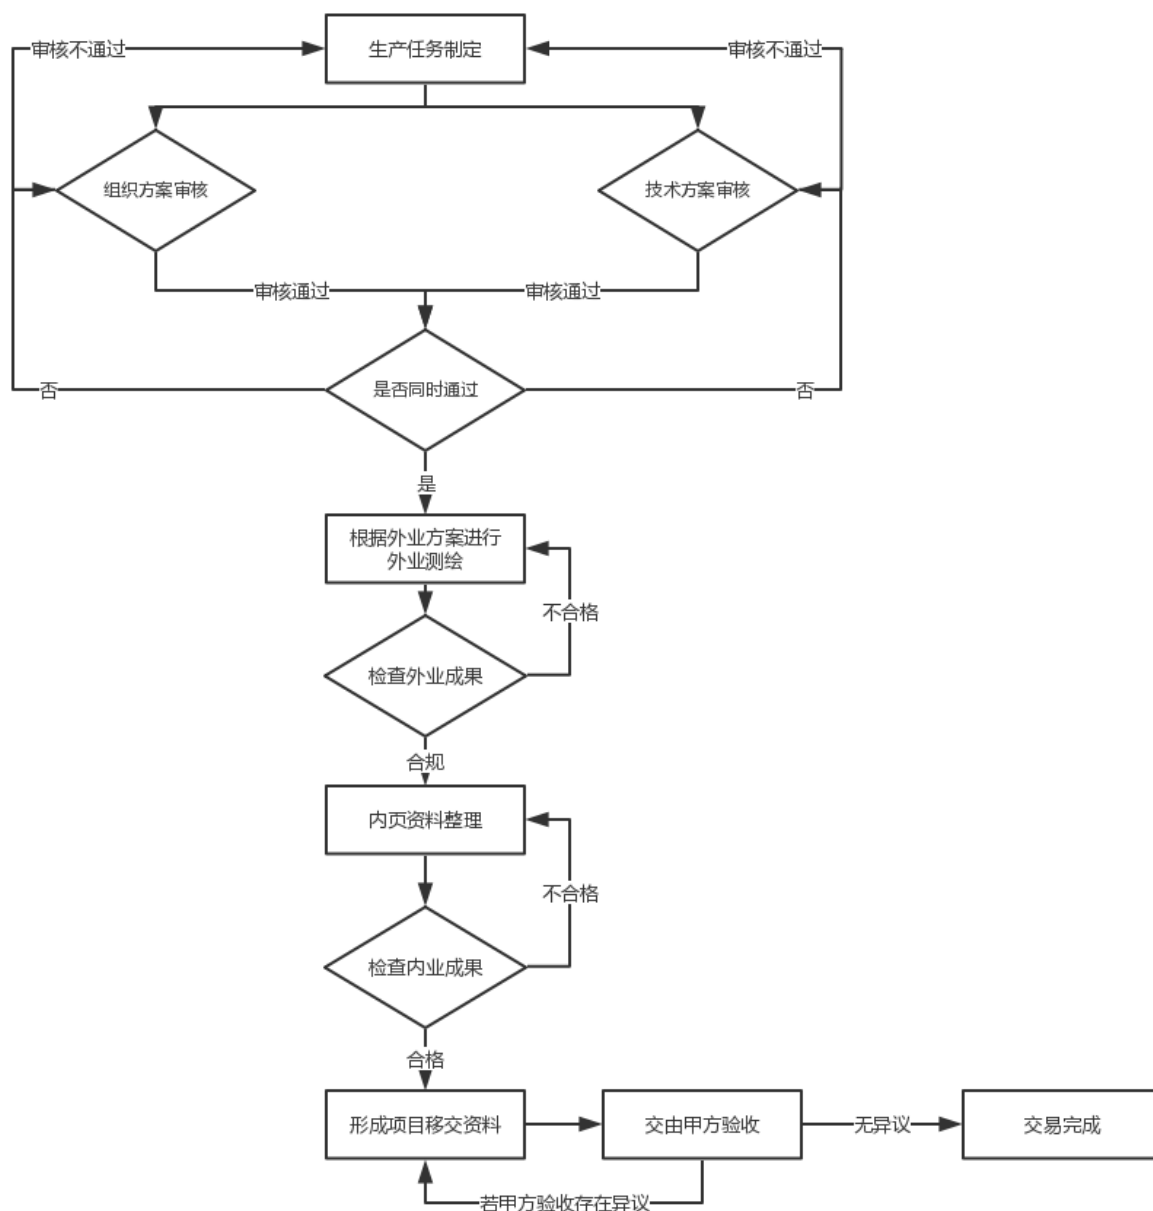 审核不通过
生产任务制定
审核不通过
组织方案审核
技术方案审核
审核通过
审核通过
否
是否同时通过
否
是
根据外业方案进行
外业测绘
不合格
检查外业成果
合规
内页资料整理
不合格
检查内业成果
合格
形成项目移交资料
交由甲方验收
无异议
交易完成
若甲方验收存在异议